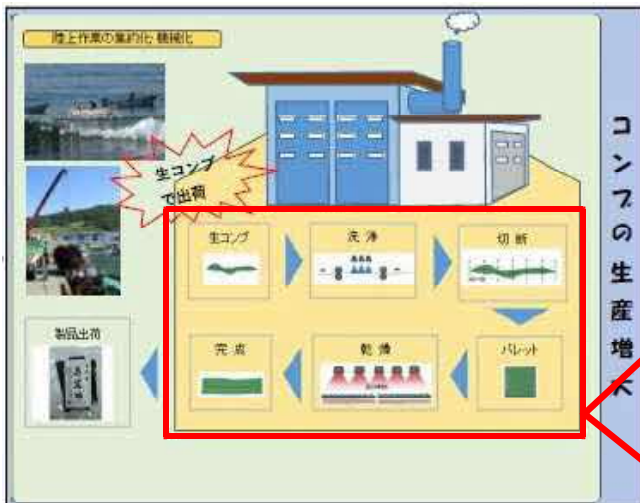 陸上作業の集約化・機械化
生コンブ
で出荷
生コンブ
洗浄
切断
パレット
乾燥
完成
製品出荷
コンブの生産増大